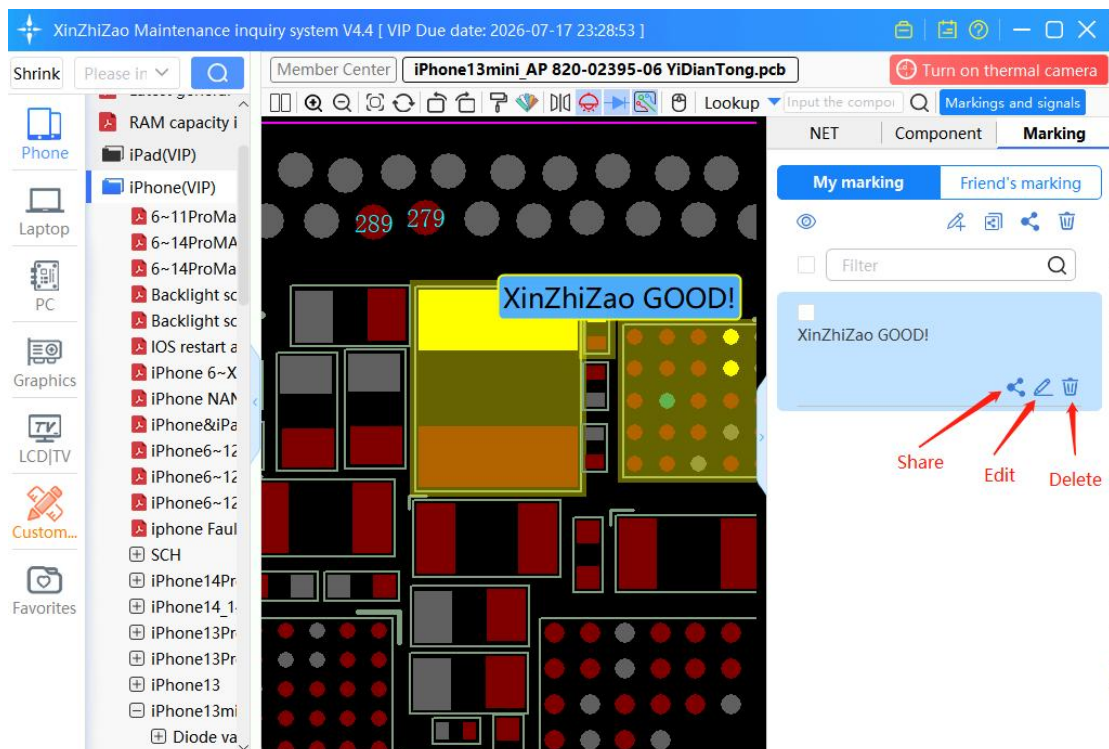 XinZhiZao Maintenance inquiry system V4.4 [ VIP Due date: 2026-07-17 23:28:53 ]
Shrink
Please in
Member Center
iPhone13mini_AP 820-02395-06 YiDianTong.pcb
Turn on thermal camera
Lookup
Input the compoi
Markings and signals
Phone
Laptop
PC
Graphics
TV
LCD|TV
Custom...
Favorites
RAM capacity i
iPad(VIP)
iPhone(VIP)
6~11ProMa
6~14ProMA
6~14ProMa
Backlight sc
Backlight sc
IOS restart a
iPhone 6~X
iPhone NAN
iPhone&iPa
iPhone6~12
iPhone6~12
iPhone6~12
iphone Faul
SCH
iPhone14Pr
iPhone14_1
iPhone13Pr
iPhone13Pr
iPhone13
iPhone13mi
Diode va
289 279
XinZhiZao GOOD!
NET
Component
Marking
My marking
Friend's marking
Filter
XinZhiZao GOOD!
Share
Edit
Delete